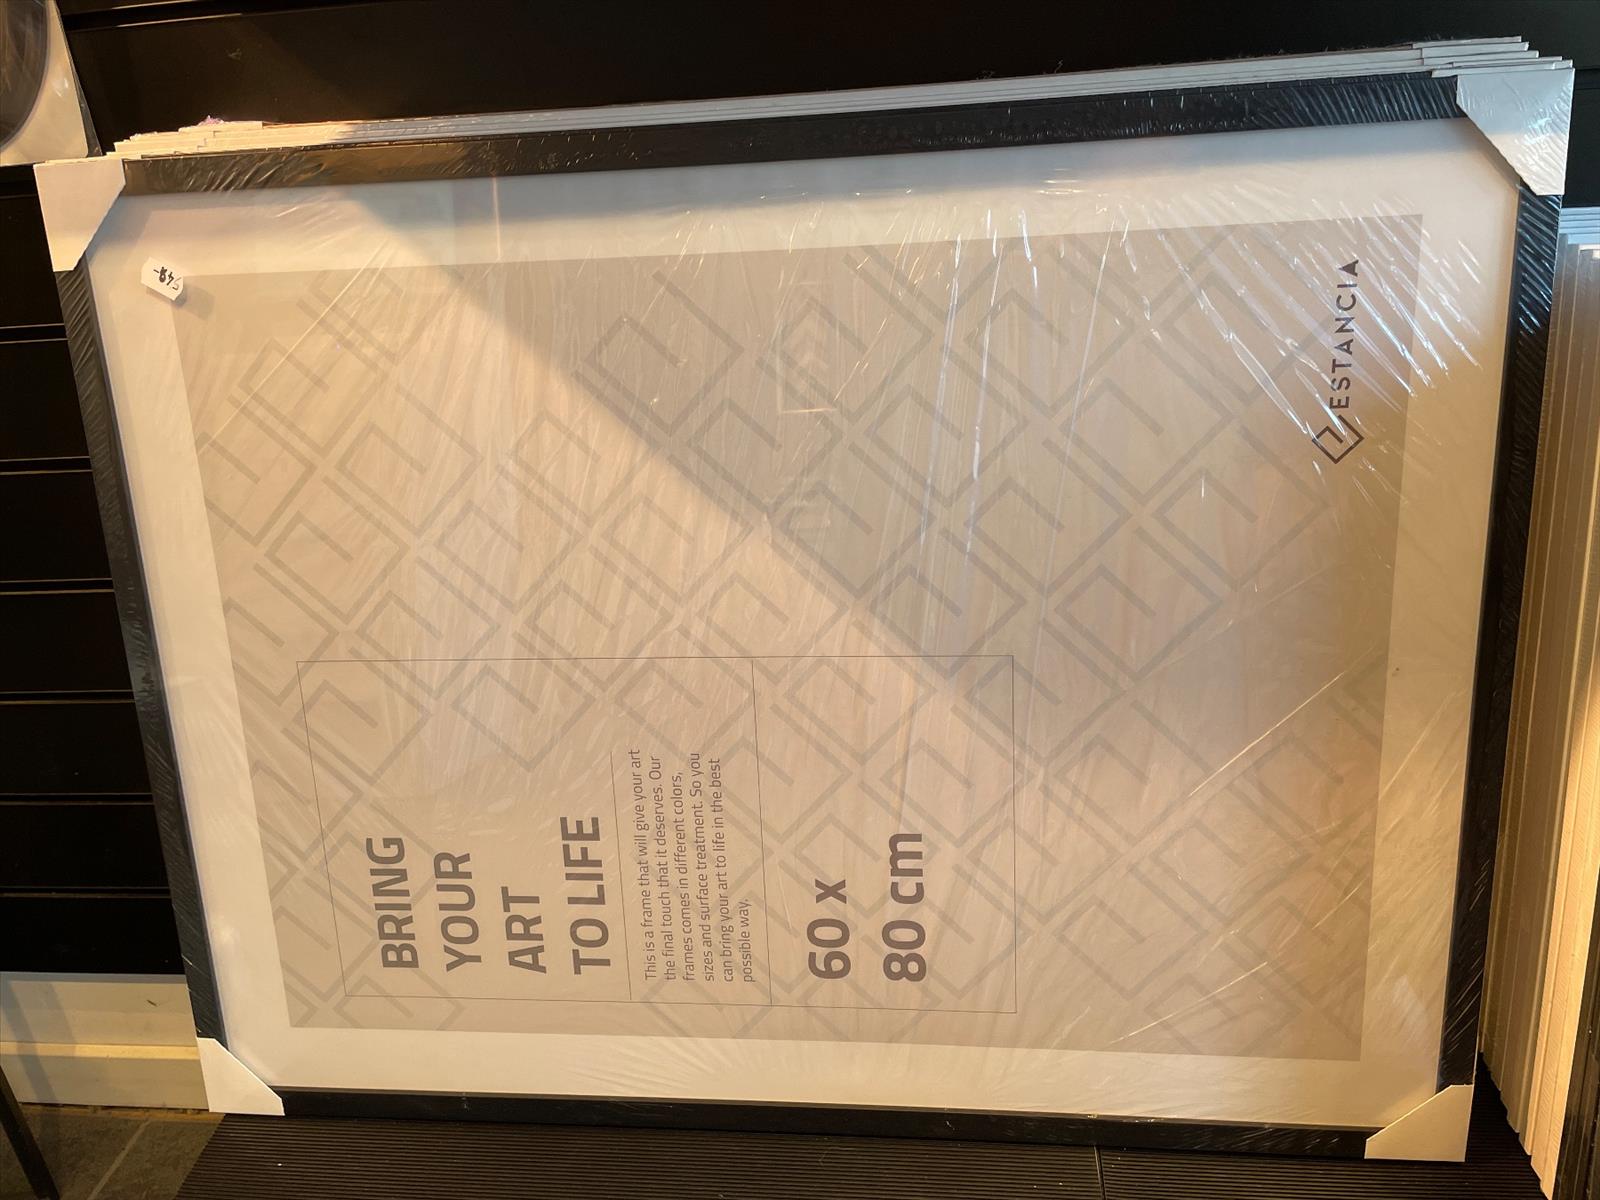 BRING
YOUR
ART
TO LIFE
This is a frame that will give your art
the final touch that it deserves. Our
frames comes in different colors,
sizes and surface treatment. So you
can bring your art to life in the best
possible way.
60 x
80 cm
ESTANCIA